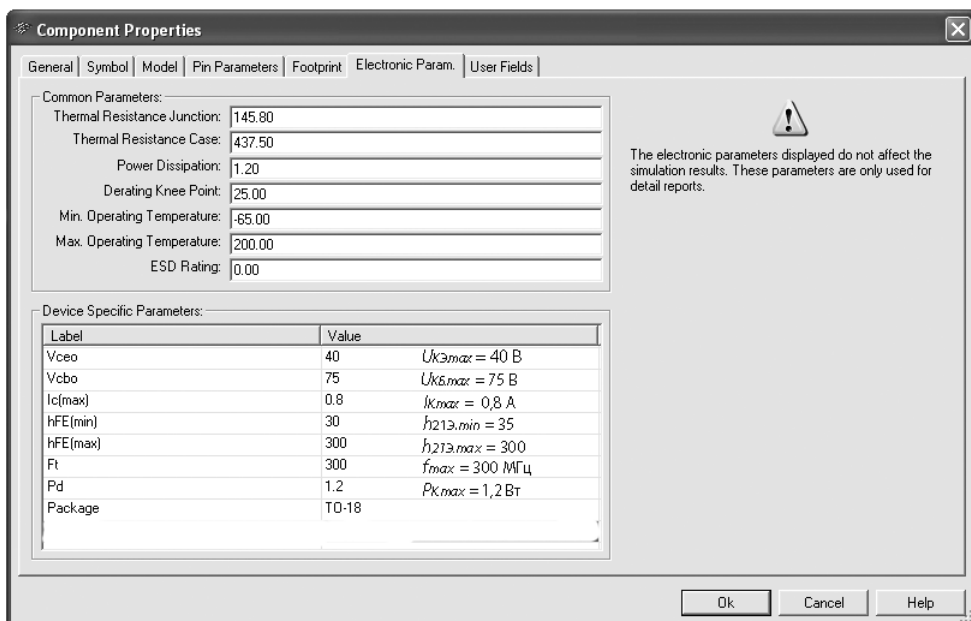 Component Properties
General Symbol Model Pin Parameters Footprint Electronic Param. User Fields
Common Parameters:
Thermal Resistance Junction: 145.80
Thermal Resistance Case: 437.50
Power Dissipation: 1.20
Derating Knee Point: 25.00
Min. Operating Temperature: -65.00
Max. Operating Temperature: 200.00
ESD Rating: 0.00
The electronic parameters displayed do not affect the
simulation results. These parameters are only used for
detail reports.
Device Specific Parameters:
Label Value
Vceo 40 UКЭmax = 40 В
Vcbo 75 UКБmax = 75 В
Ic(max) 0.8 IКmax = 0,8 А
hFE(min) 30 h21Э.min = 35
hFE(max) 300 h21Э.max = 300
Ft 300 fmax = 300 МГц
Pd 1.2 PКmax = 1,2 Вт
Package TO-18
Ok Cancel Help